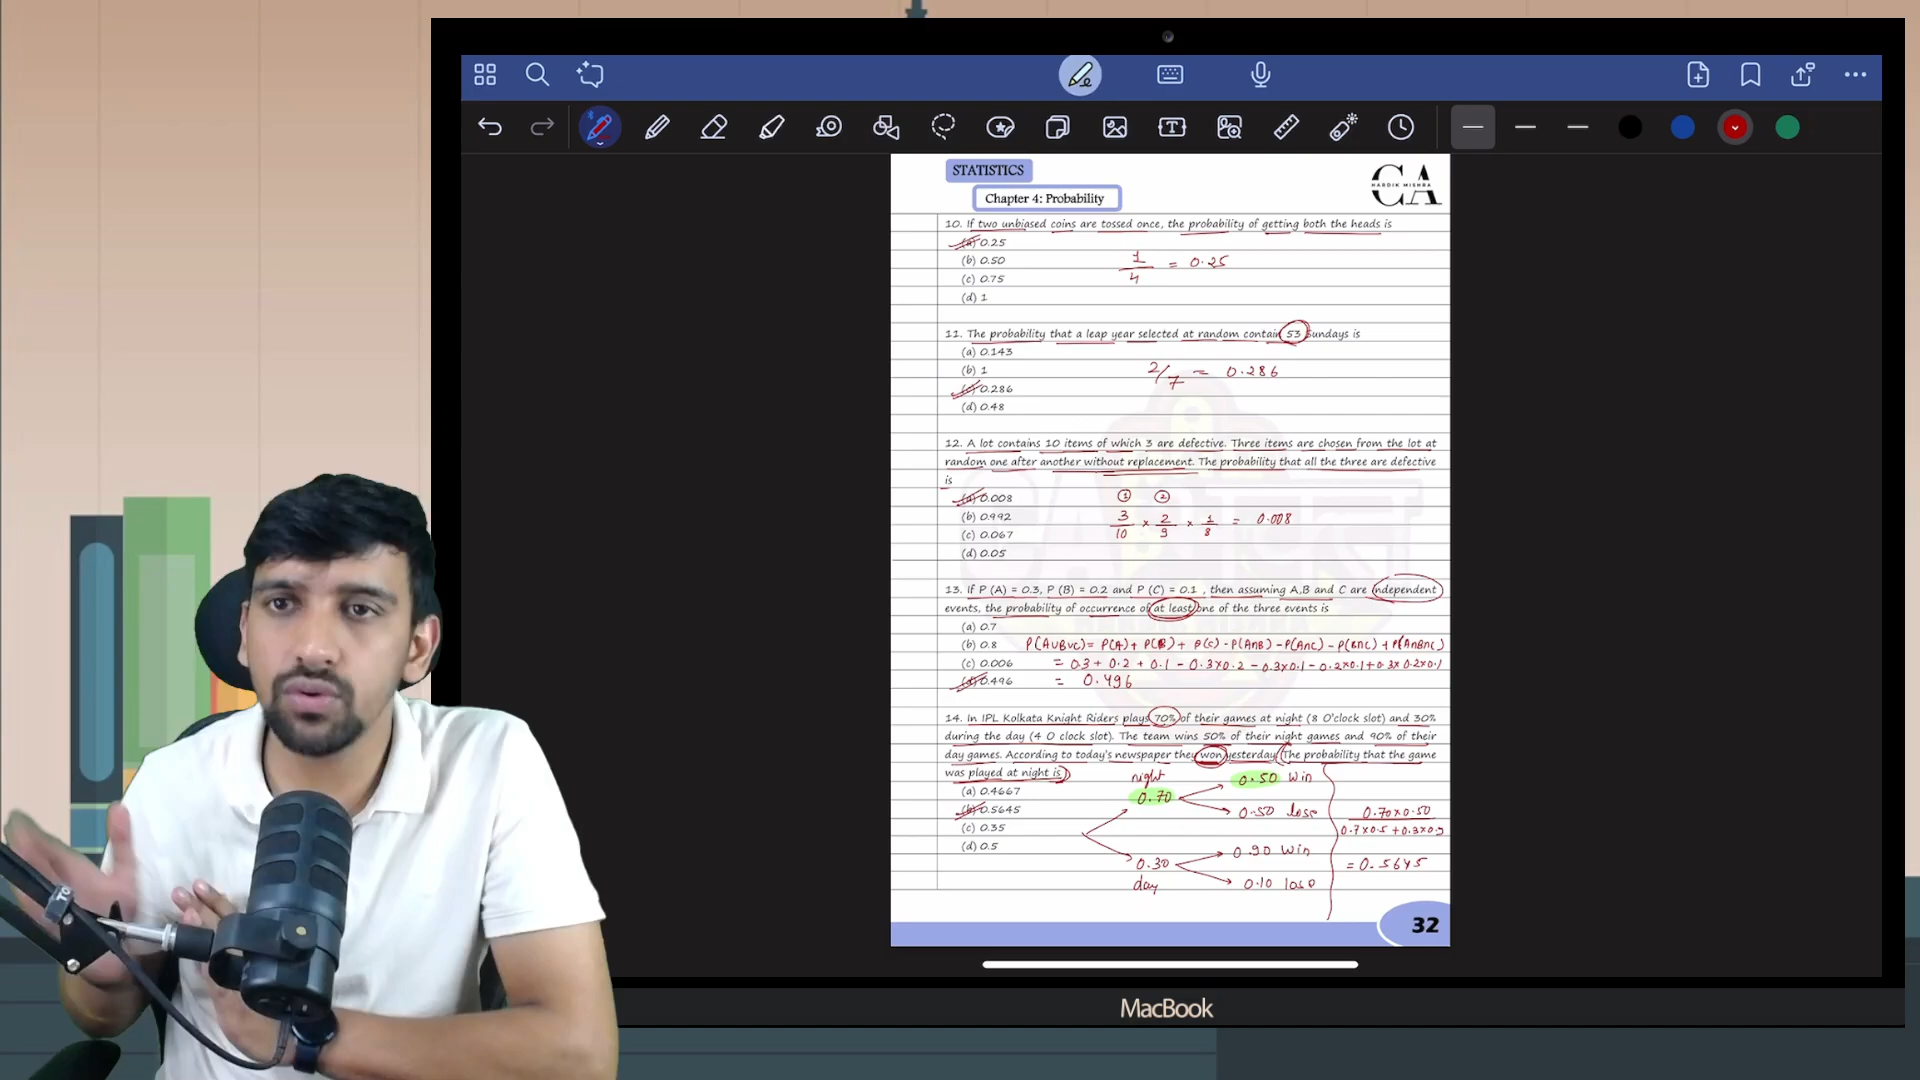 STATISTICS
Chapter 4: Probability
CA
HARDIK MISHRA
10. If two unbiased coins are tossed once, the probability of getting both the heads is
(a) 0.25
(b) 0.50
(c) 0.75
(d) 1
1/4 = 0.25
11. The probability that a leap year selected at random contain 53 Sundays is
(a) 0.143
(b) 1
(c) 0.286
(d) 0.48
2/7 = 0.286
12. A lot contains 10 items of which 3 are defective. Three items are chosen from the lot at
random one after another without replacement. The probability that all the three are defective
is
(a) 0.008
(b) 0.992
(c) 0.067
(d) 0.05
① ②
3/10 × 2/9 × 1/8 = 0.008
13. If P (A) = 0.3, P (B) = 0.2 and P (C) = 0.1 , then assuming A,B and C are independent
events, the probability of occurrence of at least one of the three events is
(a) 0.7
(b) 0.8
(c) 0.006
(d) 0.496
P(AUBUC) = P(A) + P(B) + P(C) - P(A∩B) - P(A∩C) - P(B∩C) + P(A∩B∩C)
= 0.3 + 0.2 + 0.1 - 0.3×0.2 - 0.3×0.1 - 0.2×0.1 + 0.3×0.2×0.1
= 0.496
14. In IPL Kolkata Knight Riders plays 70% of their games at night (8 O'clock slot) and 30%
during the day (4 O clock slot). The team wins 50% of their night games and 90% of their
day games. According to today's newspaper they won yesterday. The probability that the game
was played at night is
(a) 0.4667
(b) 0.5645
(c) 0.35
(d) 0.5
night
0.70
0.50 win
0.50 lose
0.30
day
0.90 win
0.10 lose
0.70×0.50
0.7×0.5 + 0.3×0.9
= 0.5645
32
MacBook